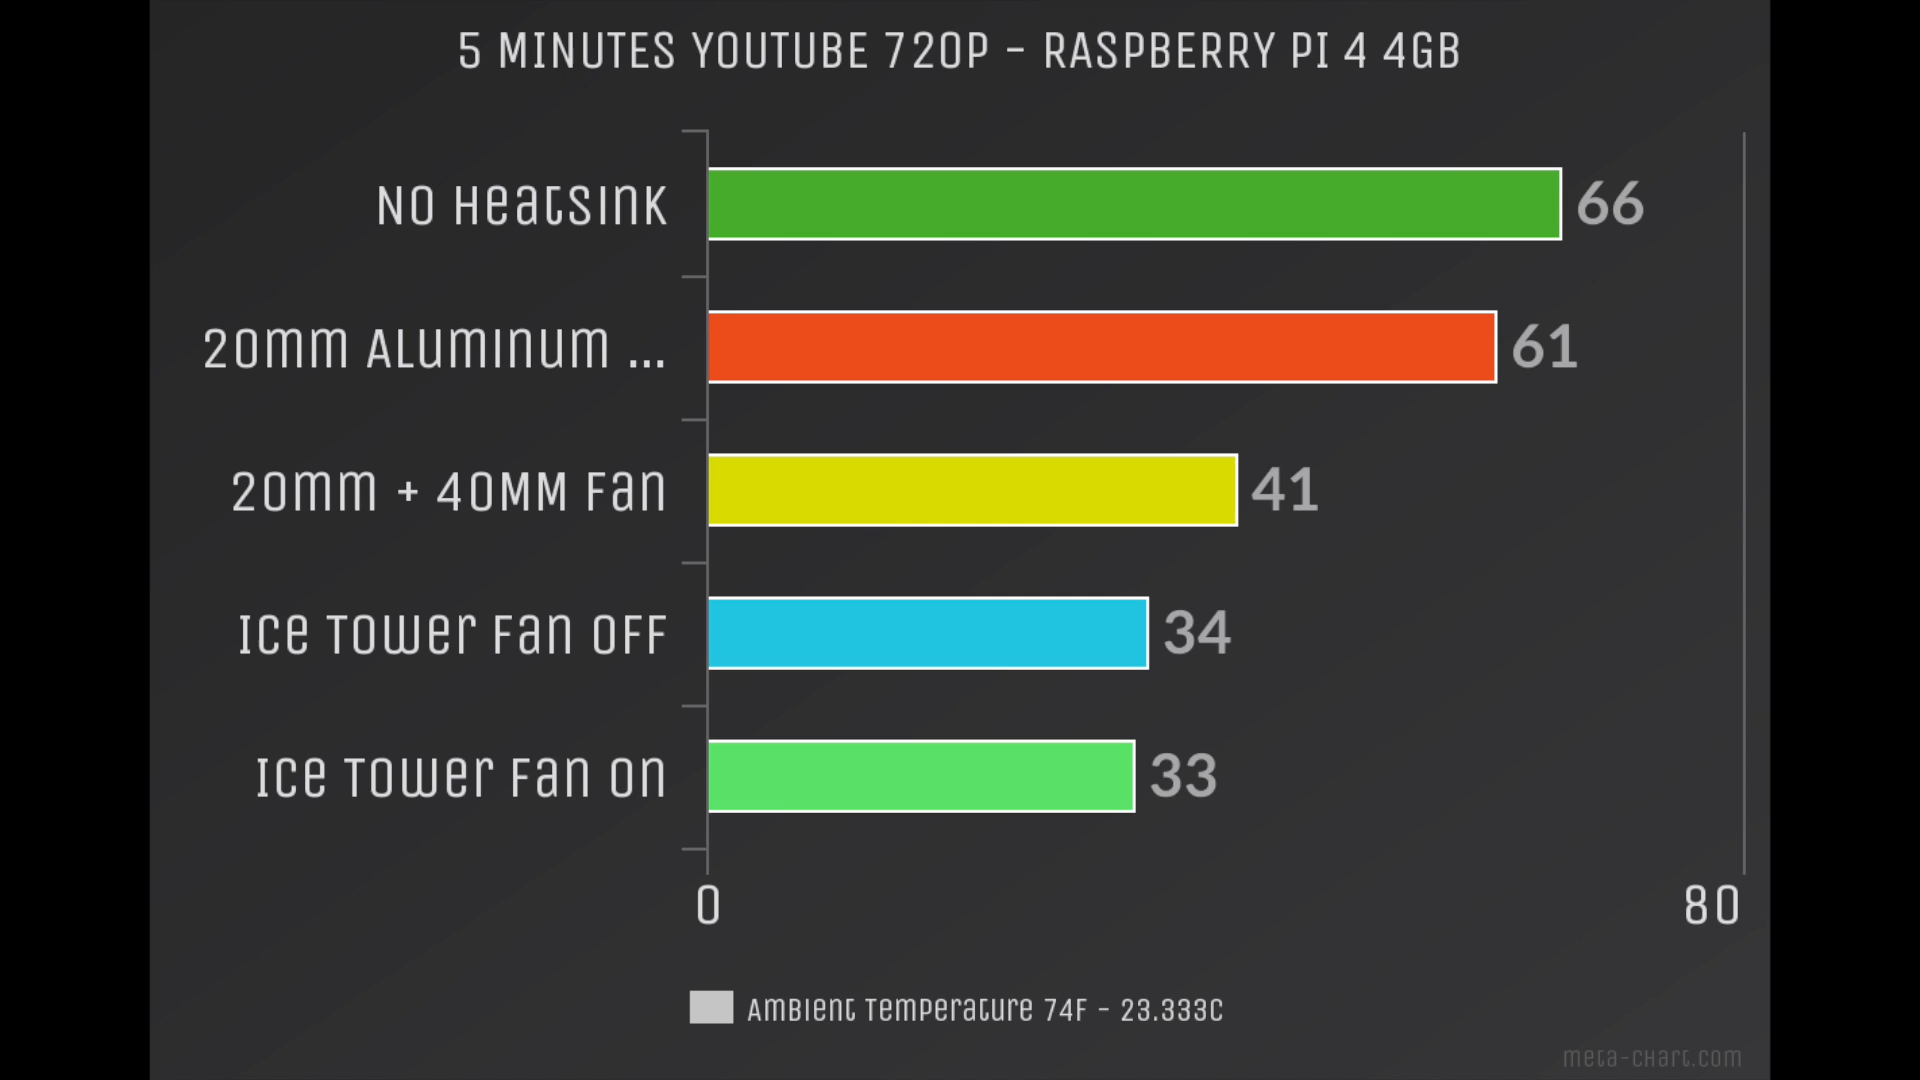 5 MINUTES YOUTUBE 720P - RASPBERRY PI 4 4GB
No Heatsink 66
20mm Aluminum ... 61
20mm + 40MM Fan 41
Ice Tower Fan OFF 34
Ice Tower Fan On 33
0 80
Ambient Temperature 74F - 23.333C
meta-chart.com